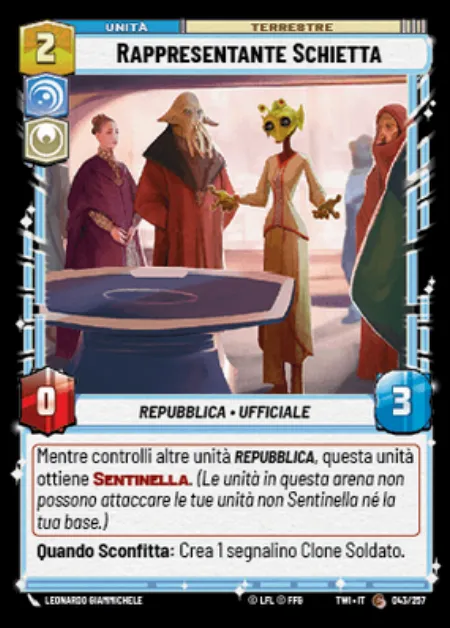 UNITÀ
TERRESTRE
2
RAPPRESENTANTE SCHIETTA
0
REPUBBLICA • UFFICIALE
3
Mentre controlli altre unità REPUBBLICA, questa unità
ottiene SENTINELLA. (Le unità in questa arena non
possono attaccare le tue unità non Sentinella né la
tua base.)
Quando Sconfitta: Crea 1 segnalino Clone Soldato.
LEONARDO GIAMMICHELE
© LFL © FFG
TWI • IT
043/257